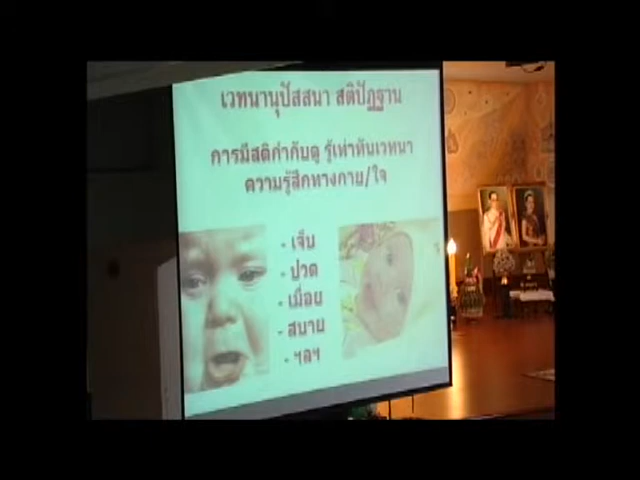 เวทนานุปัสสนา สติปัฏฐาน
การมีสติกำกับดู รู้เท่าทันเวทนา
ความรู้สึกทางกาย/ใจ
- เจ็บ
- ปวด
- เมื่อย
- สบาย
- ฯลฯ